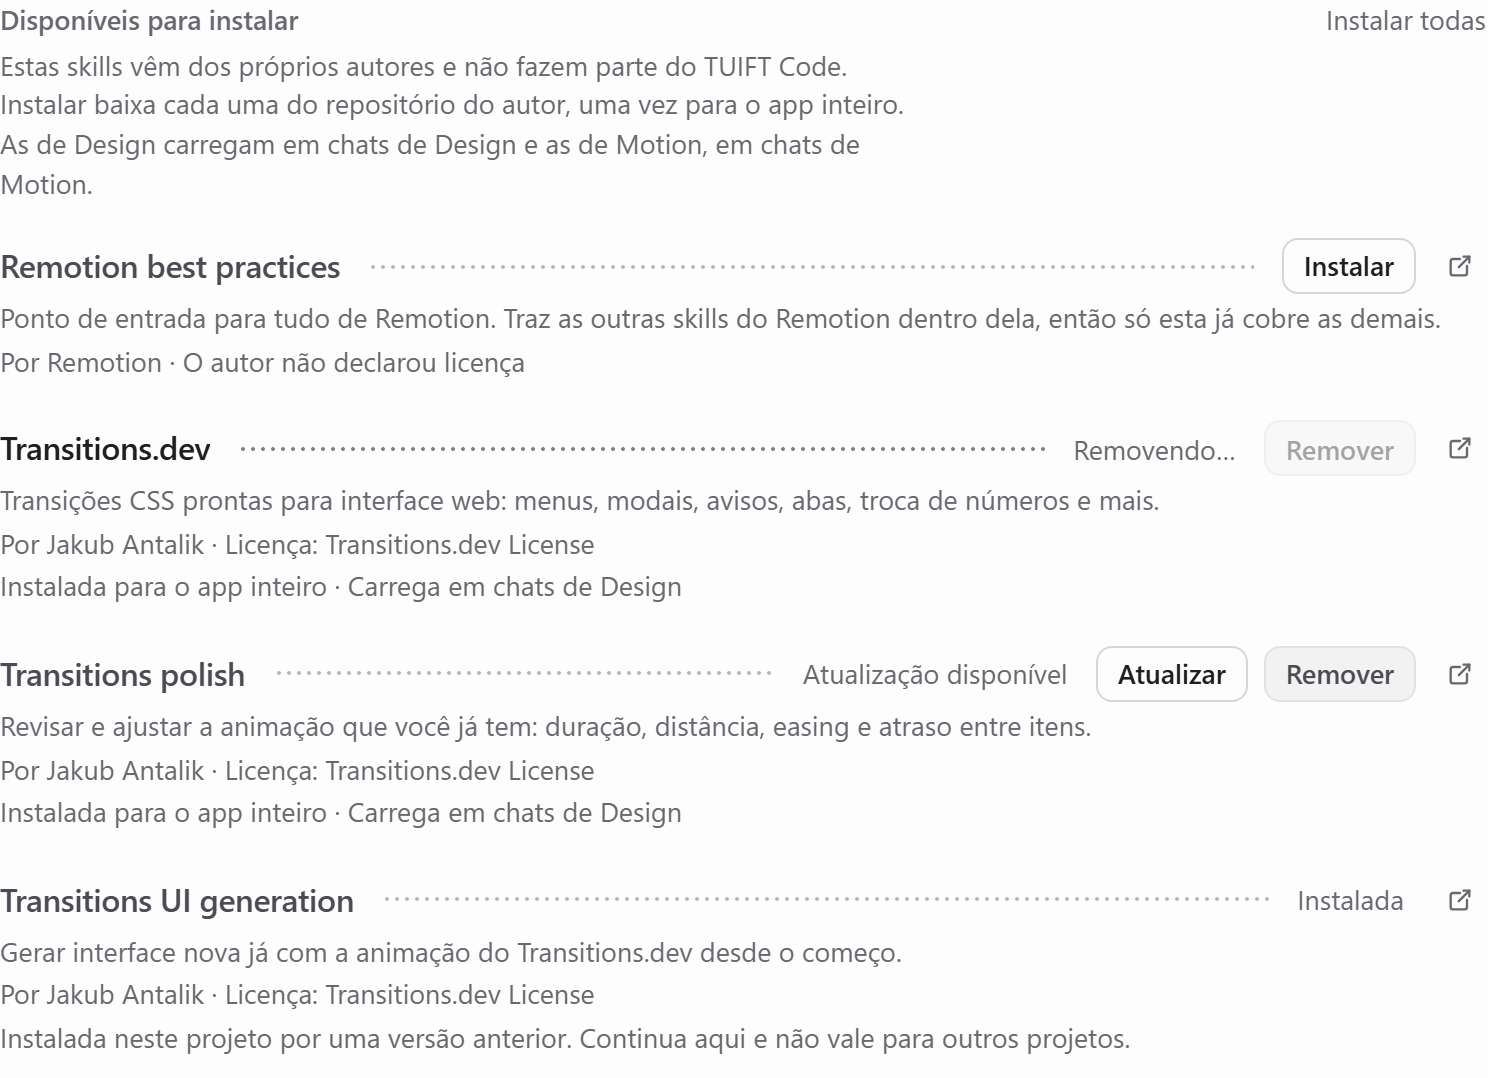 Disponíveis para instalar
Instalar todas
Estas skills vêm dos próprios autores e não fazem parte do TUIFT Code.
Instalar baixa cada uma do repositório do autor, uma vez para o app inteiro.
As de Design carregam em chats de Design e as de Motion, em chats de
Motion.
Remotion best practices
Instalar
Ponto de entrada para tudo de Remotion. Traz as outras skills do Remotion dentro dela, então só esta já cobre as demais.
Por Remotion · O autor não declarou licença
Transitions.dev
Removendo…
Remover
Transições CSS prontas para interface web: menus, modais, avisos, abas, troca de números e mais.
Por Jakub Antalik · Licença: Transitions.dev License
Instalada para o app inteiro · Carrega em chats de Design
Transitions polish
Atualização disponível
Atualizar
Remover
Revisar e ajustar a animação que você já tem: duração, distância, easing e atraso entre itens.
Por Jakub Antalik · Licença: Transitions.dev License
Instalada para o app inteiro · Carrega em chats de Design
Transitions UI generation
Instalada
Gerar interface nova já com a animação do Transitions.dev desde o começo.
Por Jakub Antalik · Licença: Transitions.dev License
Instalada neste projeto por uma versão anterior. Continua aqui e não vale para outros projetos.